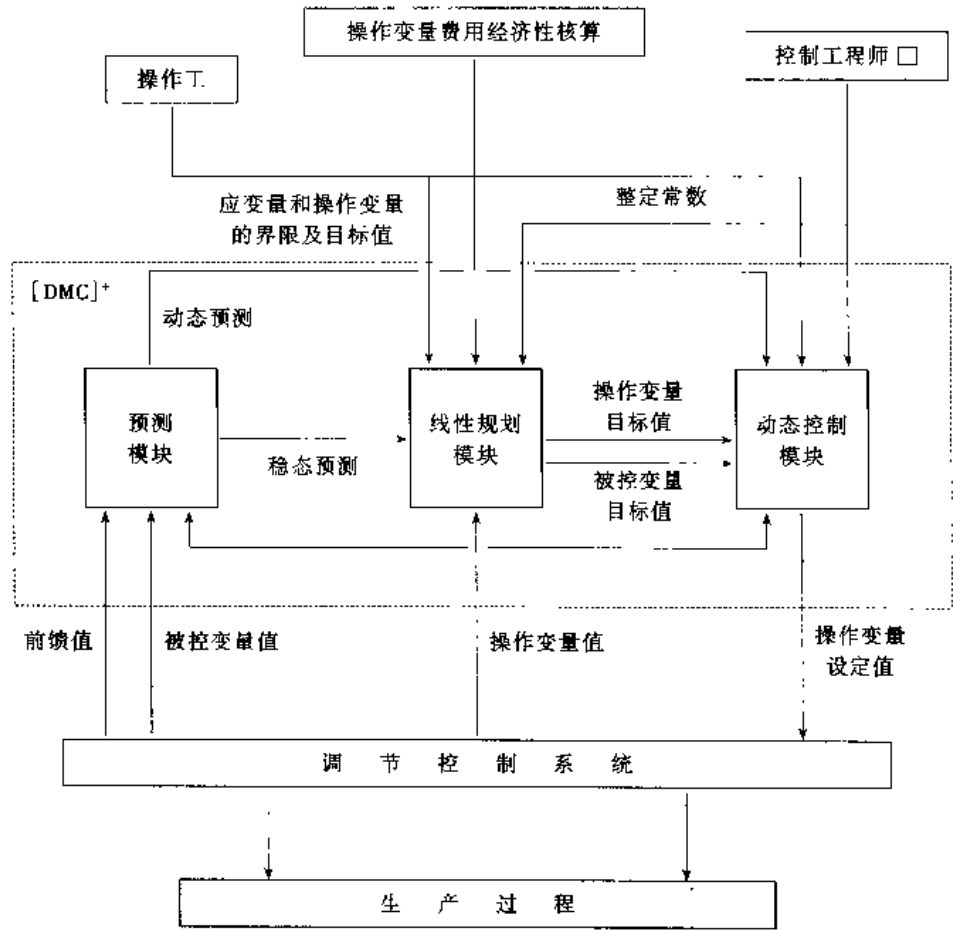 操作变量费用经济性核算
控制工程师 □
操作工
应变量和操作变量
的界限及目标值
整定常数
[DMC]⁺
动态预测
预测
模块
稳态预测
线性规划
模块
操作变量
目标值
被控变量
目标值
动态控制
模块
前馈值
被控变量值
操作变量值
操作变量
设定值
调节控制系统
生产过程